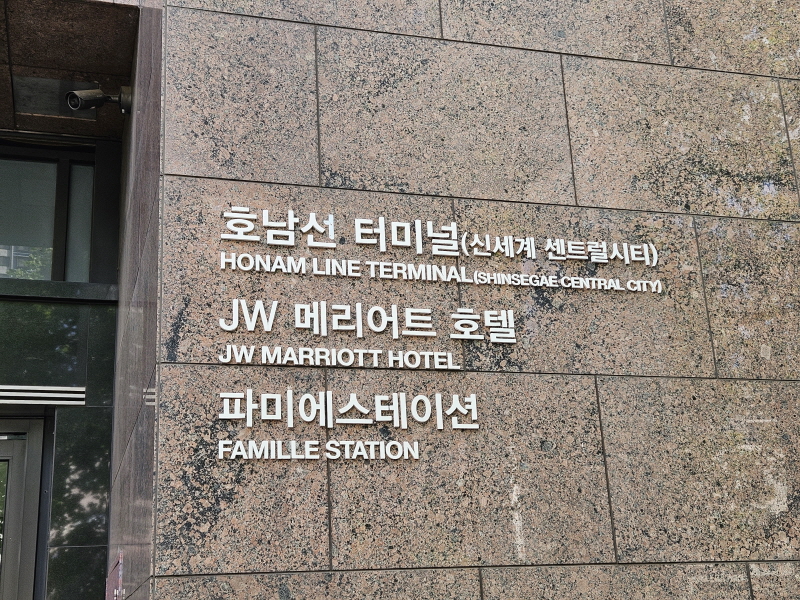 호남선 터미널(신세계 센트럴시티)
HONAM LINE TERMINAL(SHINSEGAE CENTRAL CITY)
JW 메리어트 호텔
JW MARRIOTT HOTEL
파미에스테이션
FAMILLE STATION